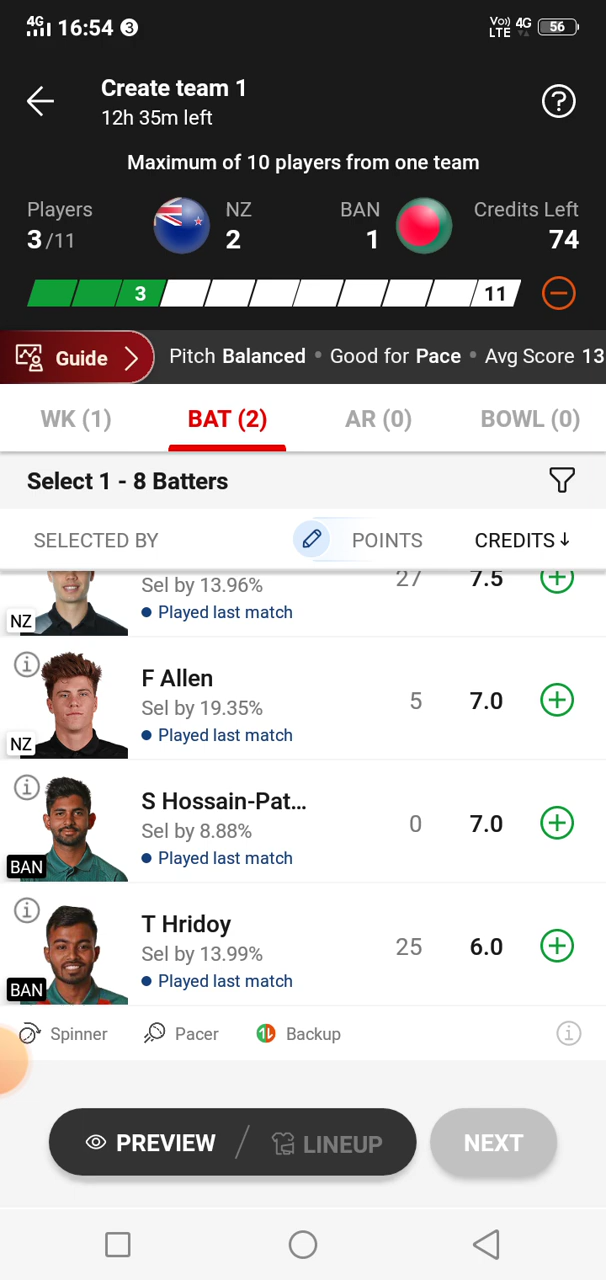 4G 16:54 3 Vo)) LTE 4G 56
Create team 1
12h 35m left
?
Maximum of 10 players from one team
Players NZ BAN Credits Left
3/11 2 1 74
3 11
Guide Pitch Balanced • Good for Pace • Avg Score 13
WK (1) BAT (2) AR (0) BOWL (0)
Select 1 - 8 Batters
SELECTED BY POINTS CREDITS↓
Sel by 13.96% 27 7.5
NZ • Played last match
i F Allen
Sel by 19.35% 5 7.0
NZ • Played last match
i S Hossain-Pat...
Sel by 8.88% 0 7.0
BAN • Played last match
i T Hridoy
Sel by 13.99% 25 6.0
BAN • Played last match
Spinner Pacer Backup i
PREVIEW / LINEUP NEXT